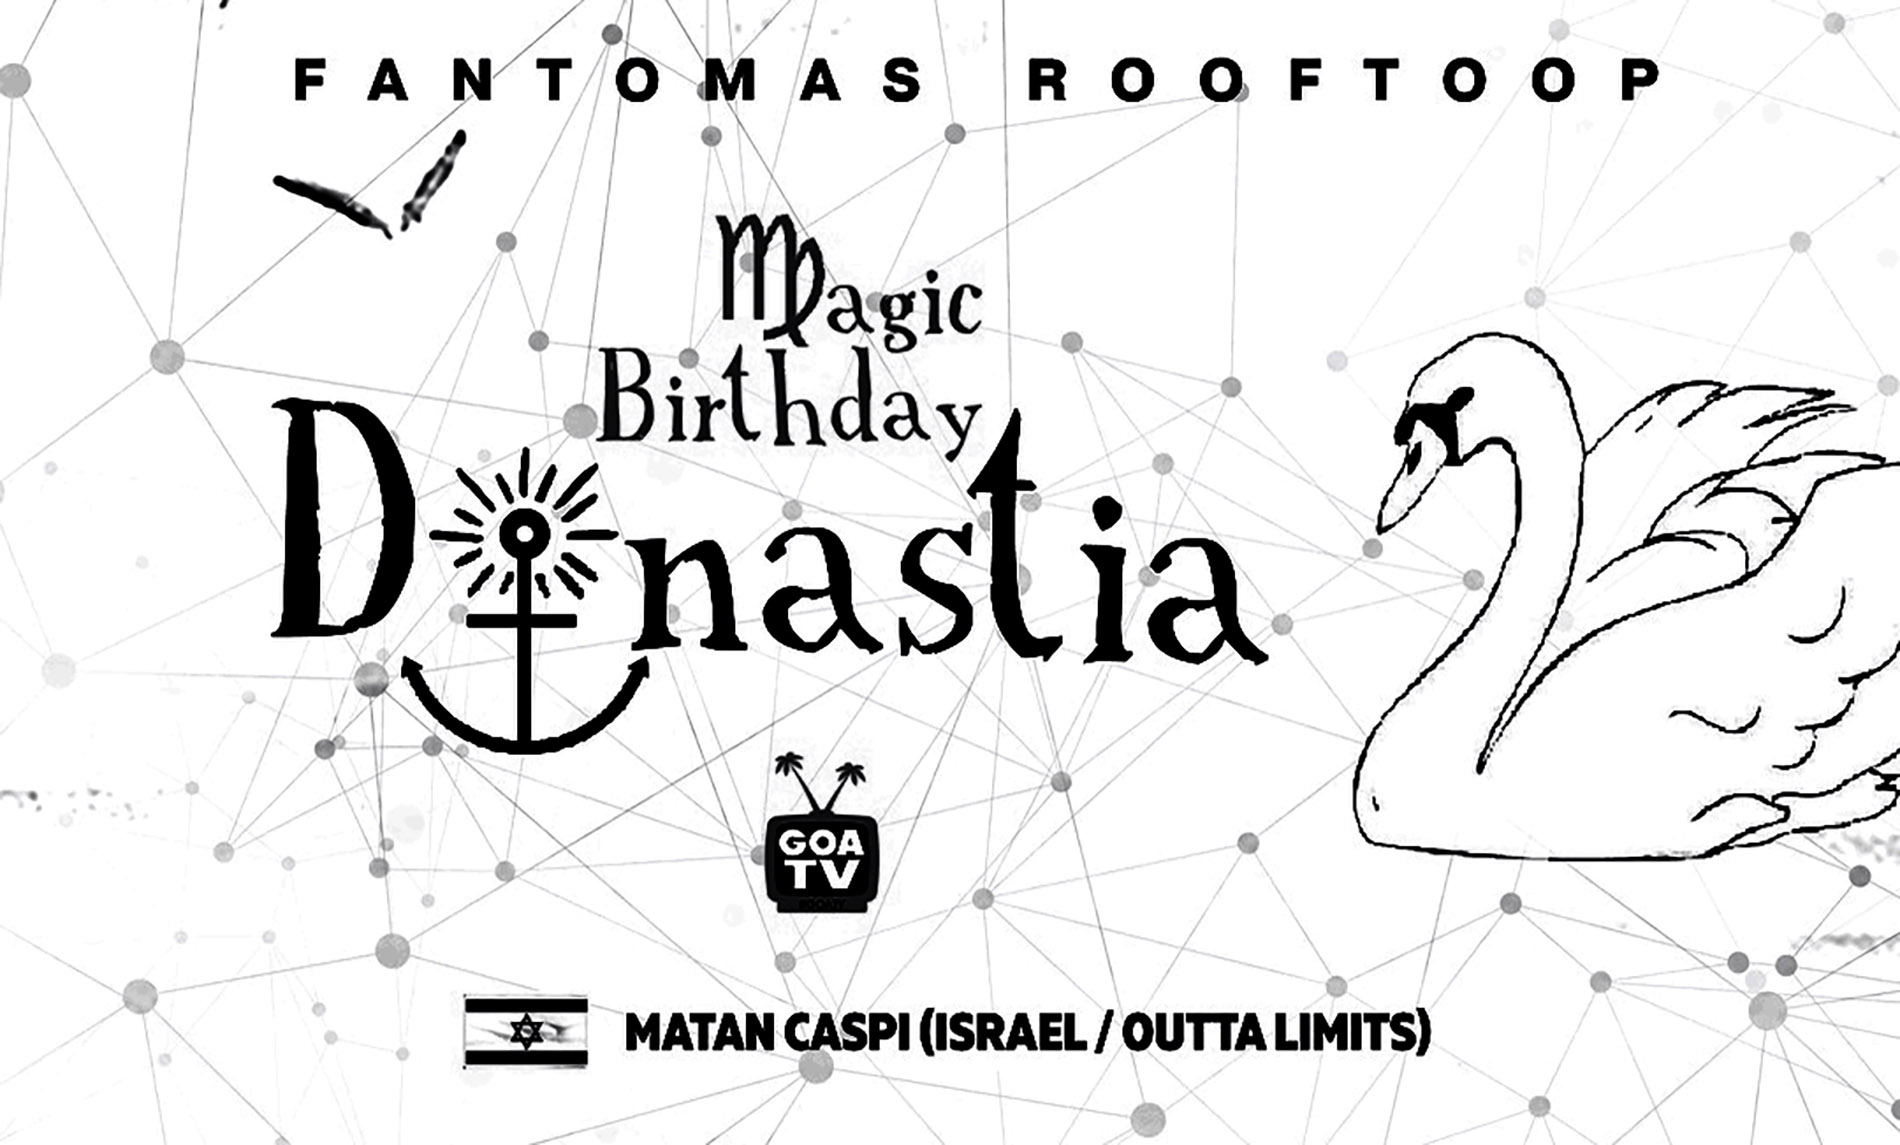 FANTOMAS ROOFTOOP
Magic
Birthday
Dinastia
GOA
TV
MATAN CASPI (ISRAEL / OUTTA LIMITS)